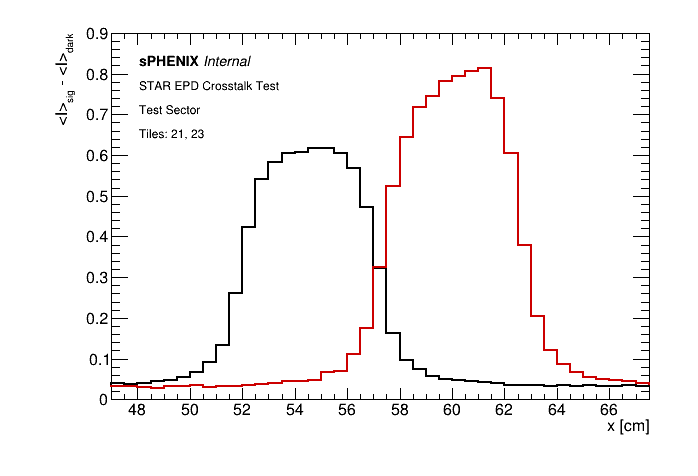 <I>sig - <I>dark
0.9
0.8
0.7
0.6
0.5
0.4
0.3
0.2
0.1
0
sPHENIX Internal
STAR EPD Crosstalk Test
Test Sector
Tiles: 21, 23
48 50 52 54 56 58 60 62 64 66
x [cm]